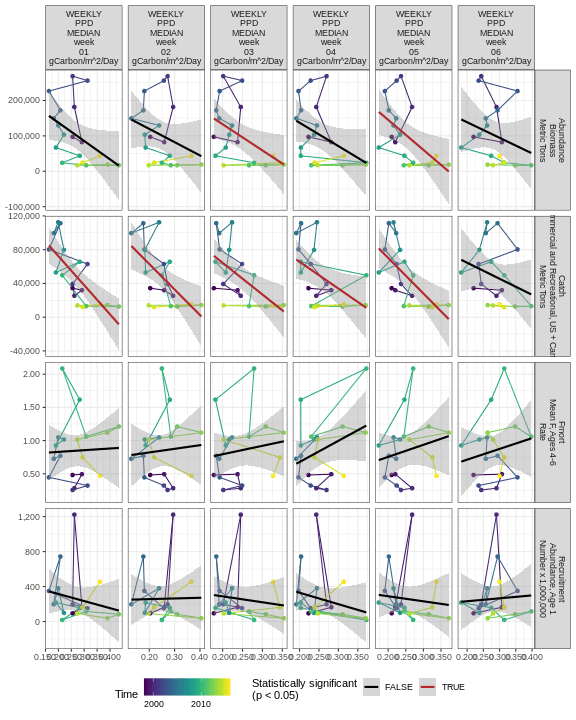 WEEKLY
PPD
MEDIAN
week
01
gCarbon/m^2/Day
WEEKLY
PPD
MEDIAN
week
02
gCarbon/m^2/Day
WEEKLY
PPD
MEDIAN
week
03
gCarbon/m^2/Day
WEEKLY
PPD
MEDIAN
week
04
gCarbon/m^2/Day
WEEKLY
PPD
MEDIAN
week
05
gCarbon/m^2/Day
WEEKLY
PPD
MEDIAN
week
06
gCarbon/m^2/Day
200,000
100,000
0
-100,000
Abundance
Biomass
Metric Tons
120,000
80,000
40,000
0
-40,000
Catch
mmercial and Recreational, US + Can
Metric Tons
2.00
1.50
1.00
0.50
Fmort
Mean F, Ages 4-6
Rate
1,200
800
400
0
Recruitment
Abundance, Age 1
Number x 1,000,000
0.400
0.20 0.30 0.40
0.200 0.250 0.300 0.350
0.20 0.30 0.40
0.200 0.250 0.300 0.350
0.200 0.250 0.300 0.350 0.400
Time
2000 2010
Statistically significant
(p < 0.05)
FALSE
TRUE